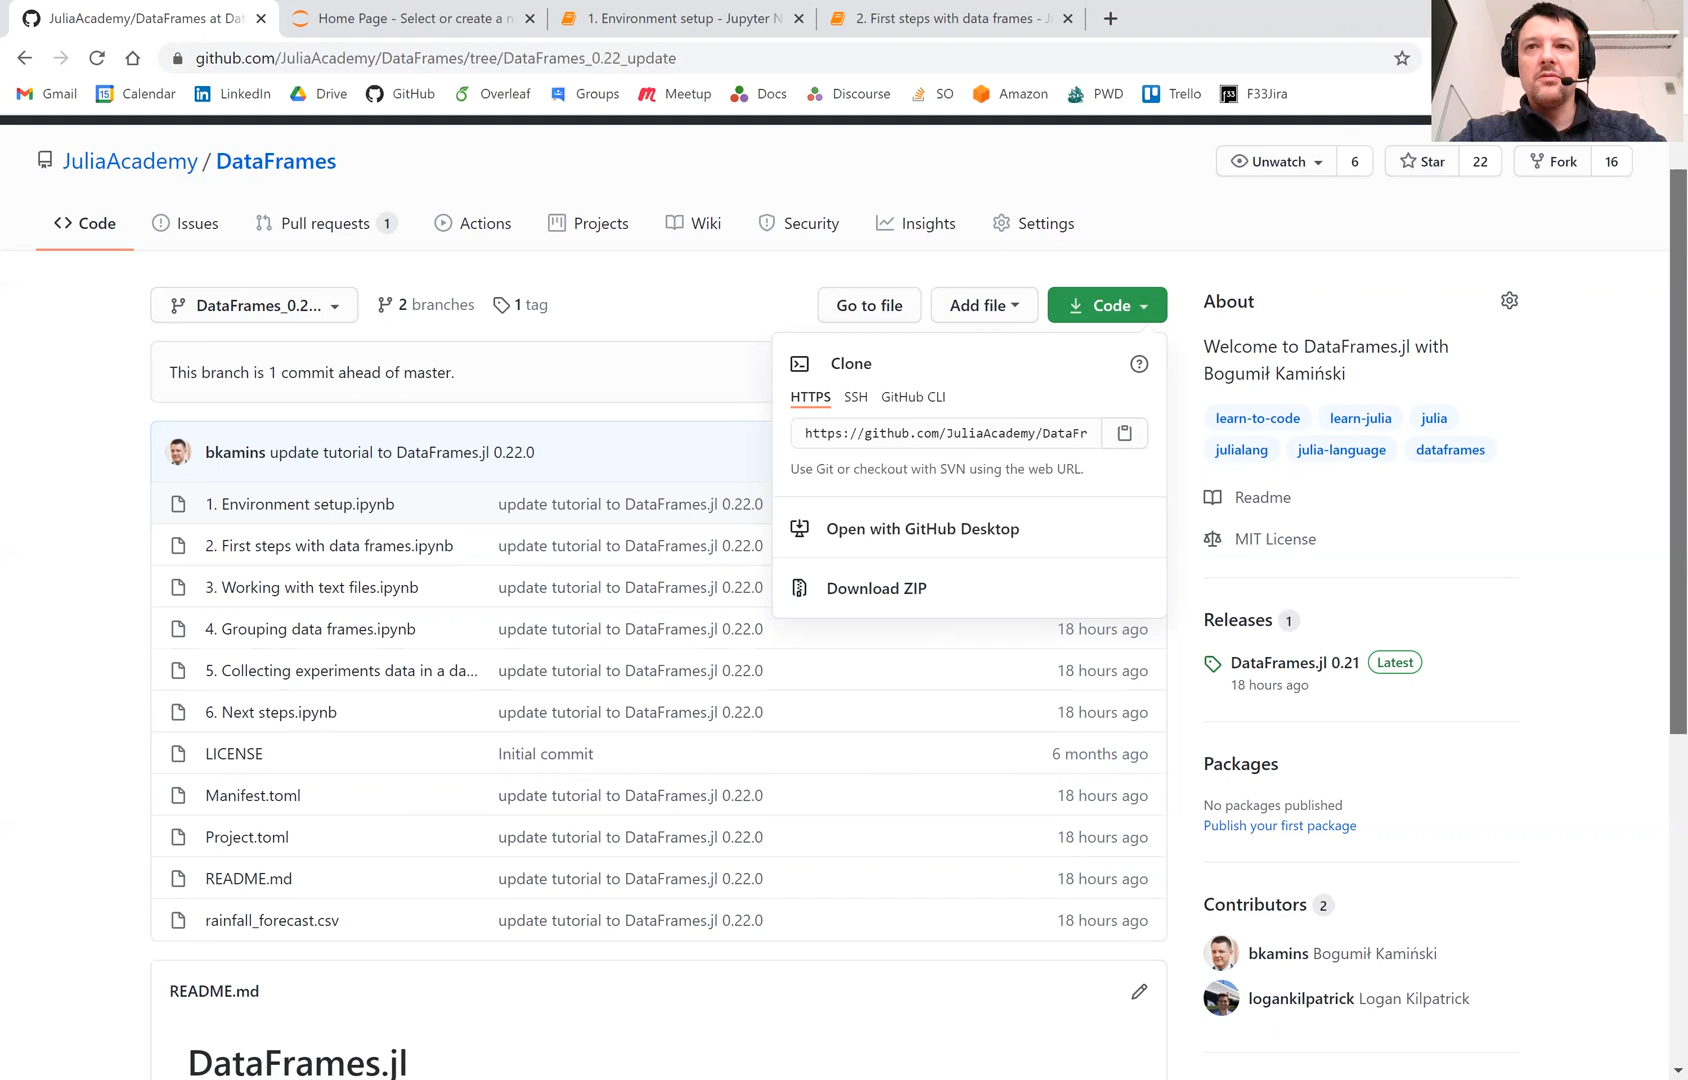 JuliaAcademy/DataFrames at Dat
Home Page - Select or create a n
1. Environment setup - Jupyter N
2. First steps with data frames - J
github.com/JuliaAcademy/DataFrames/tree/DataFrames_0.22_update
Gmail
Calendar
LinkedIn
Drive
GitHub
Overleaf
Groups
Meetup
Docs
Discourse
SO
Amazon
PWD
Trello
F33Jira
JuliaAcademy / DataFrames
Unwatch 6
Star 22
Fork 16
Code
Issues
Pull requests 1
Actions
Projects
Wiki
Security
Insights
Settings
DataFrames_0.2...
2 branches
1 tag
Go to file
Add file
Code
This branch is 1 commit ahead of master.
Clone
HTTPS SSH GitHub CLI
https://github.com/JuliaAcademy/DataFr
Use Git or checkout with SVN using the web URL.
Open with GitHub Desktop
Download ZIP
bkamins update tutorial to DataFrames.jl 0.22.0
1. Environment setup.ipynb update tutorial to DataFrames.jl 0.22.0
2. First steps with data frames.ipynb update tutorial to DataFrames.jl 0.22.0
3. Working with text files.ipynb update tutorial to DataFrames.jl 0.22.0
4. Grouping data frames.ipynb update tutorial to DataFrames.jl 0.22.0 18 hours ago
5. Collecting experiments data in a da... update tutorial to DataFrames.jl 0.22.0 18 hours ago
6. Next steps.ipynb update tutorial to DataFrames.jl 0.22.0 18 hours ago
LICENSE Initial commit 6 months ago
Manifest.toml update tutorial to DataFrames.jl 0.22.0 18 hours ago
Project.toml update tutorial to DataFrames.jl 0.22.0 18 hours ago
README.md update tutorial to DataFrames.jl 0.22.0 18 hours ago
rainfall_forecast.csv update tutorial to DataFrames.jl 0.22.0 18 hours ago
README.md
DataFrames.jl
About
Welcome to DataFrames.jl with
Bogumił Kamiński
learn-to-code learn-julia julia
julialang julia-language dataframes
Readme
MIT License
Releases 1
DataFrames.jl 0.21 Latest
18 hours ago
Packages
No packages published
Publish your first package
Contributors 2
bkamins Bogumił Kamiński
logankilpatrick Logan Kilpatrick